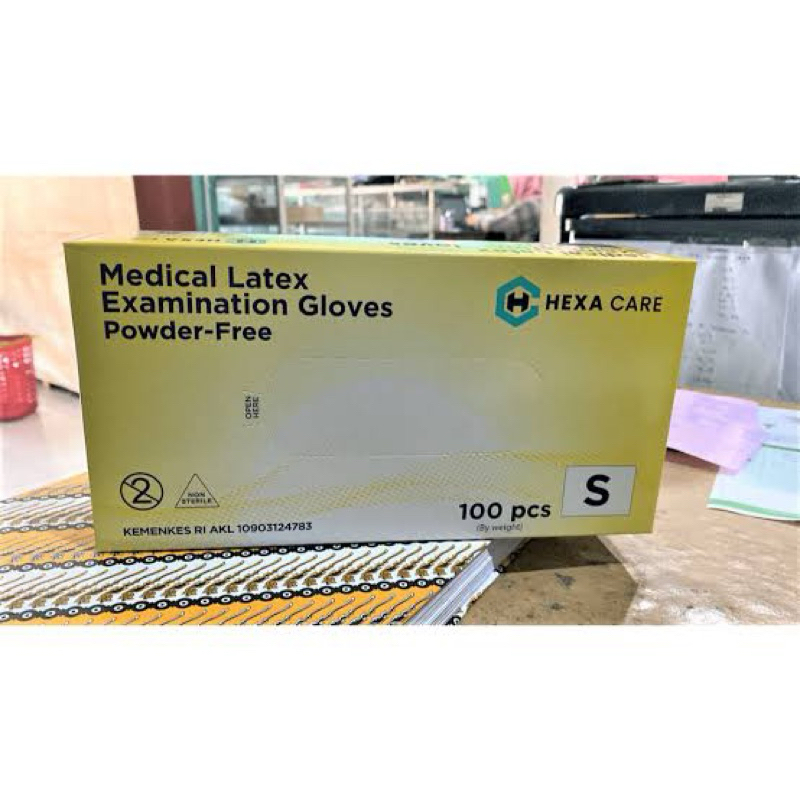 Medical Latex
Examination Gloves
Powder-Free
HEXA CARE
OPEN
HERE
2
NON
STERILE
100 pcs
(By weight)
S
KEMENKES RI AKL 10903124783